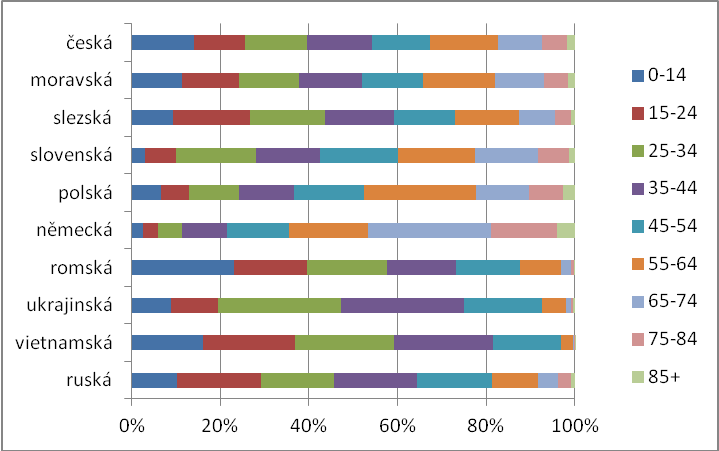 česká
moravská
slezská
slovenská
polská
německá
romská
ukrajinská
vietnamská
ruská
0% 20% 40% 60% 80% 100%
0-14
15-24
25-34
35-44
45-54
55-64
65-74
75-84
85+